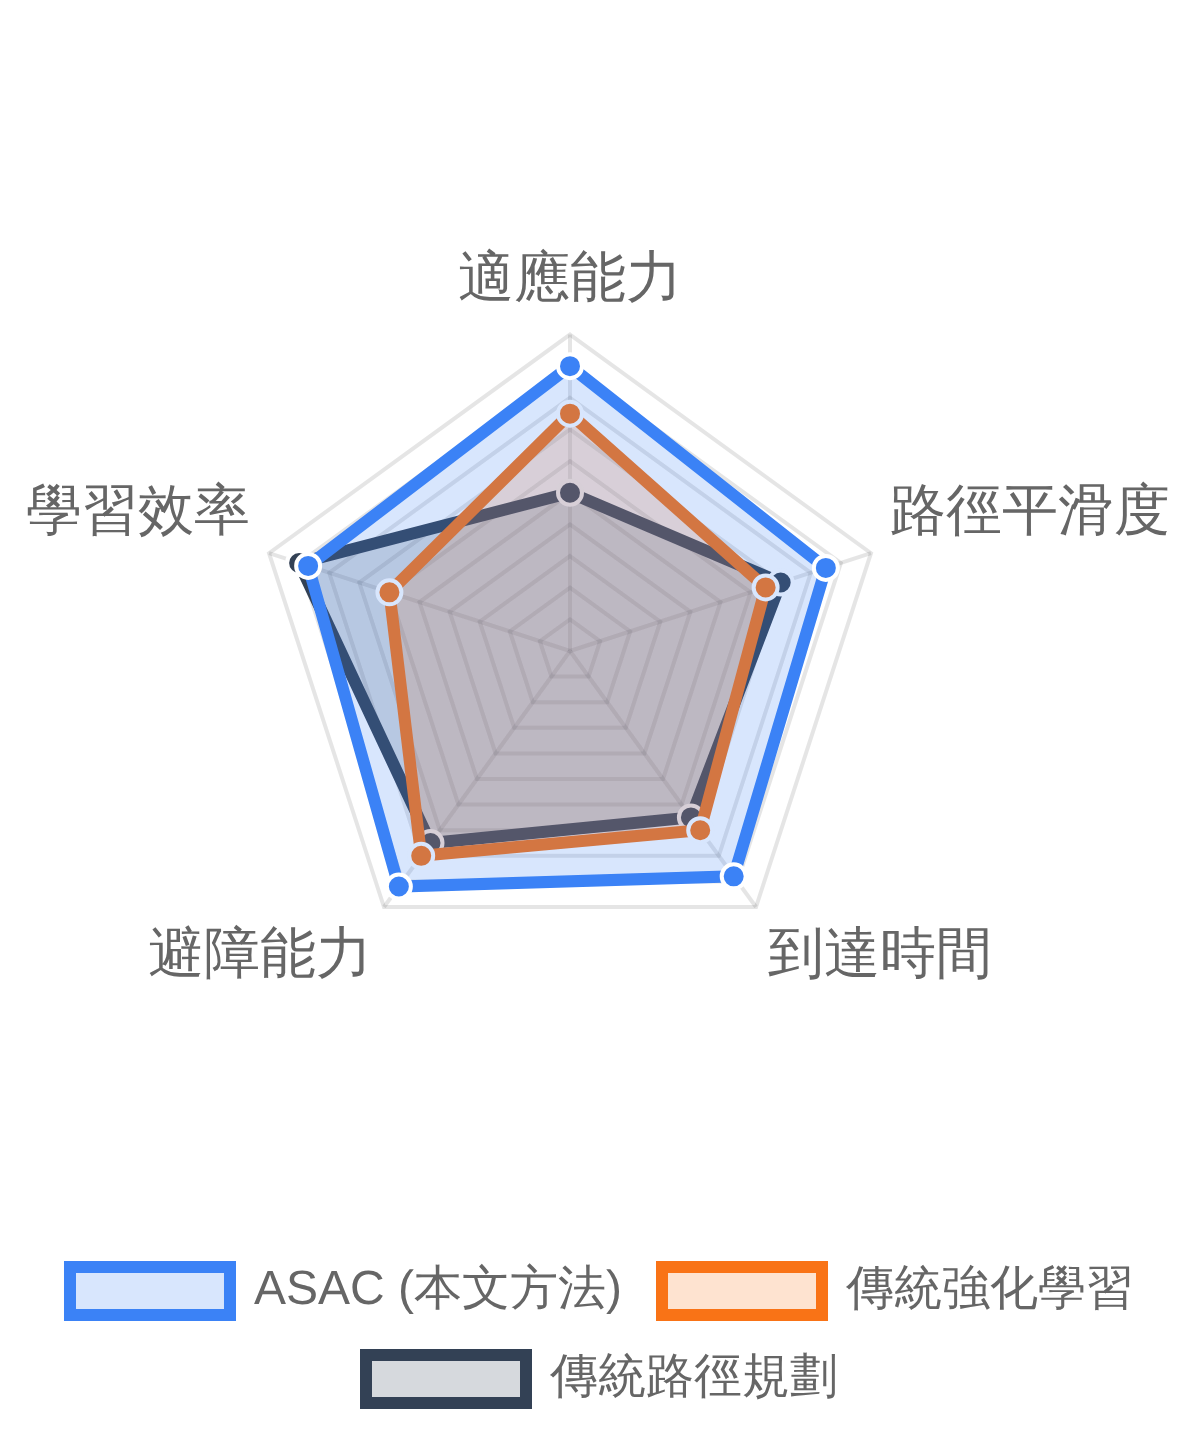 適應能力
學習效率
路徑平滑度
避障能力
到達時間
ASAC (本文方法)
傳統強化學習
傳統路徑規劃